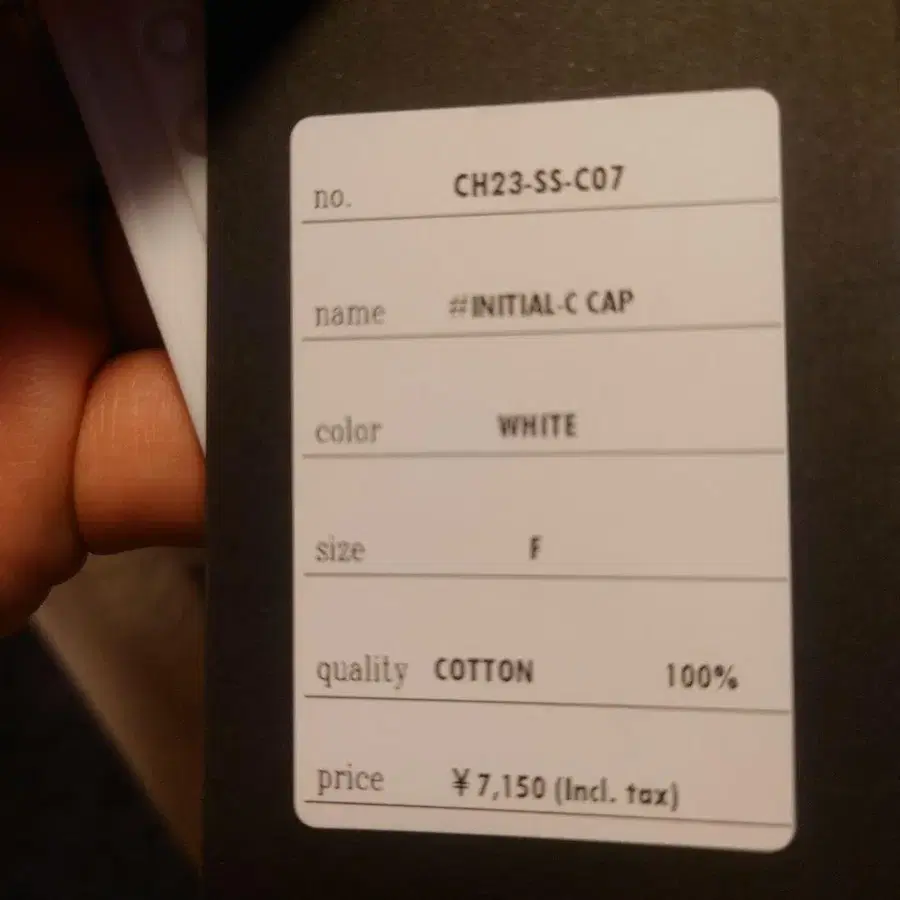 no. CH23-SS-C07
name #INITIAL-C CAP
color WHITE
size F
quality COTTON 100%
price ¥7,150 (Incl. tax)